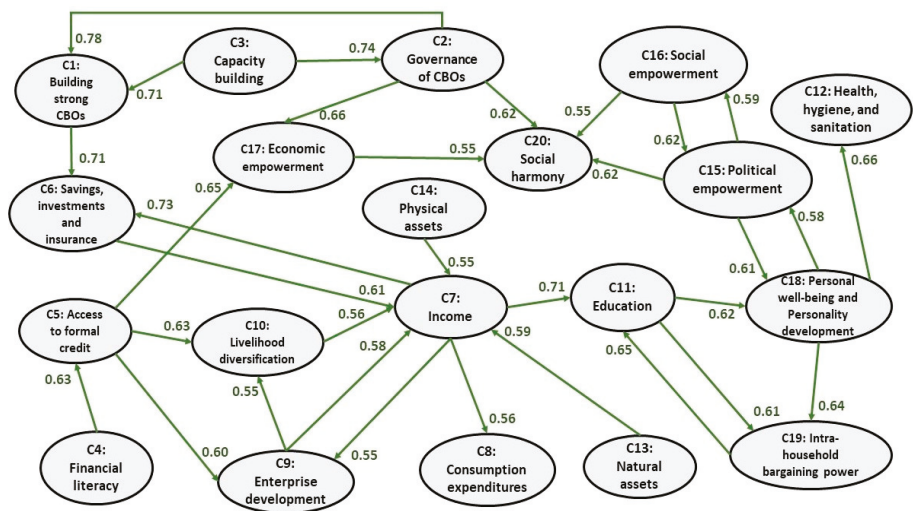 0.78
C1:
Building
strong
CBOs
C3:
Capacity
building
0.74
C2:
Governance
of CBOs
C16: Social
empowerment
C12: Health,
hygiene, and
sanitation
0.71
0.66
0.62
0.55
0.59
0.62
0.66
0.71
C17: Economic
empowerment
0.55
C20:
Social
harmony
0.62
C15: Political
empowerment
C6: Savings,
investments
and
insurance
0.73
0.65
C14:
Physical
assets
0.55
0.61
0.58
0.61
C7:
Income
0.71
C11:
Education
0.62
C18: Personal
well-being and
Personality
development
C5: Access
to formal
credit
0.63
C10:
Livelihood
diversification
0.56
0.58
0.59
0.65
0.63
0.55
0.60
0.55
0.56
0.61
0.64
C4:
Financial
literacy
C9:
Enterprise
development
C8:
Consumption
expenditures
C13:
Natural
assets
C19: Intra-
household
bargaining power